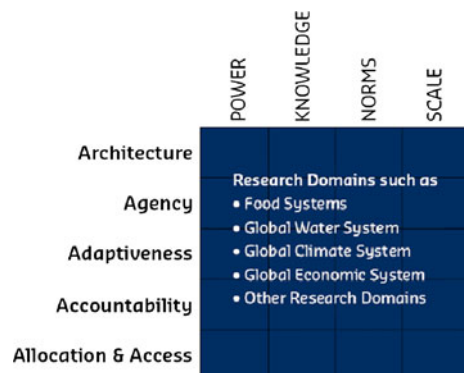 POWER
KNOWLEDGE
NORMS
SCALE
Architecture
Agency
Adaptiveness
Accountability
Allocation & Access
Research Domains such as
• Food Systems
• Global Water System
• Global Climate System
• Global Economic System
• Other Research Domains